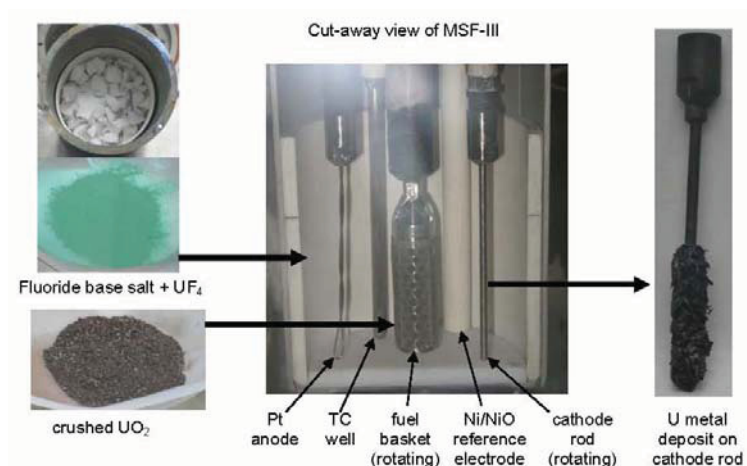 Cut-away view of MSF-III
Fluoride base salt + UF₄
crushed UO₂
Pt
anode
TC
well
fuel
basket
(rotating)
Ni/NiO
reference
electrode
cathode
rod
(rotating)
U metal
deposit on
cathode rod